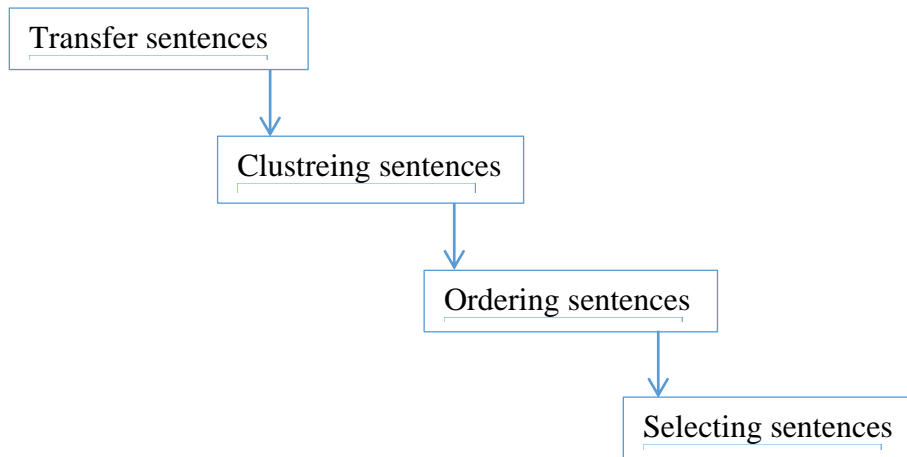 Transfer sentences
Clustreing sentences
Ordering sentences
Selecting sentences